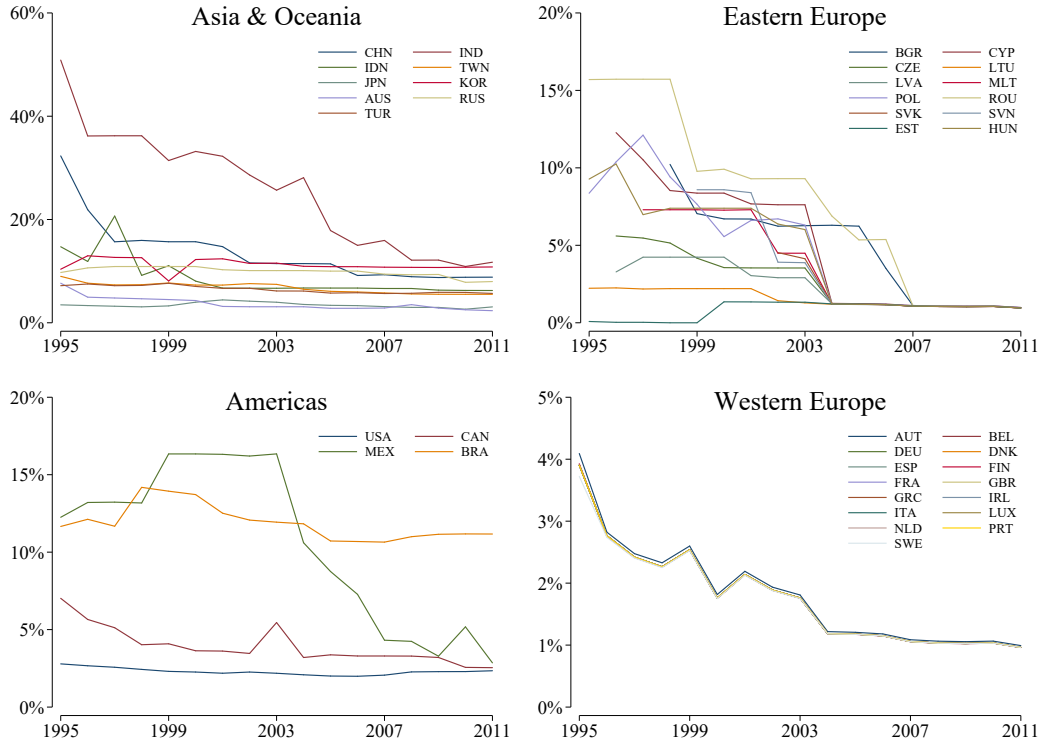 Asia & Oceania
60%
40%
20%
0%
CHN IND
IDN TWN
JPN KOR
AUS RUS
TUR
1995 1999 2003 2007 2011
Eastern Europe
20%
15%
10%
5%
0%
BGR CYP
CZE LTU
LVA MLT
POL ROU
SVK SVN
EST HUN
1995 1999 2003 2007 2011
Americas
20%
15%
10%
5%
0%
USA CAN
MEX BRA
1995 1999 2003 2007 2011
Western Europe
5%
4%
3%
2%
1%
0%
AUT BEL
DEU DNK
ESP FIN
FRA GBR
GRC IRL
ITA LUX
NLD PRT
SWE
1995 1999 2003 2007 2011